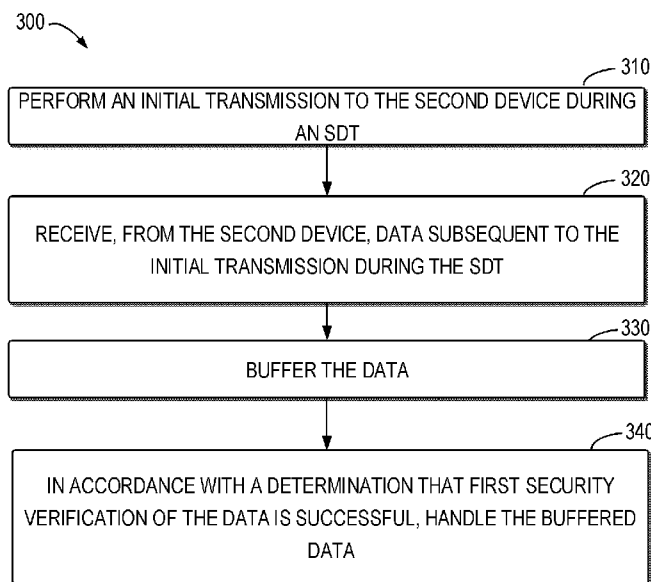 300
310
PERFORM AN INITIAL TRANSMISSION TO THE SECOND DEVICE DURING
AN SDT
320
RECEIVE, FROM THE SECOND DEVICE, DATA SUBSEQUENT TO THE
INITIAL TRANSMISSION DURING THE SDT
330
BUFFER THE DATA
340
IN ACCORDANCE WITH A DETERMINATION THAT FIRST SECURITY
VERIFICATION OF THE DATA IS SUCCESSFUL, HANDLE THE BUFFERED
DATA